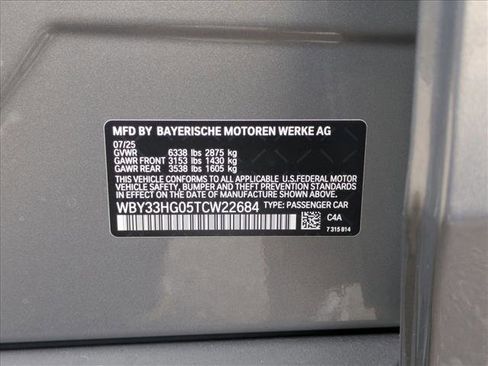 MFD BY BAYERISCHE MOTOREN WERKE AG
07/25
GVWR 6338 lbs 2875 kg
GAWR FRONT 3153 lbs 1430 kg
GAWR REAR 3538 lbs 1605 kg
THIS VEHICLE CONFORMS TO ALL APPLICABLE U.S.FEDERAL MOTOR
VEHICLE SAFETY, BUMPER AND THEFT PREVENTION STANDARDS
IN EFFECT ON THE DATE OF MANUFACTURE SHOWN ABOVE.
WBY33HG05TCW22684 TYPE: PASSENGER CAR
C4A
7 315 814